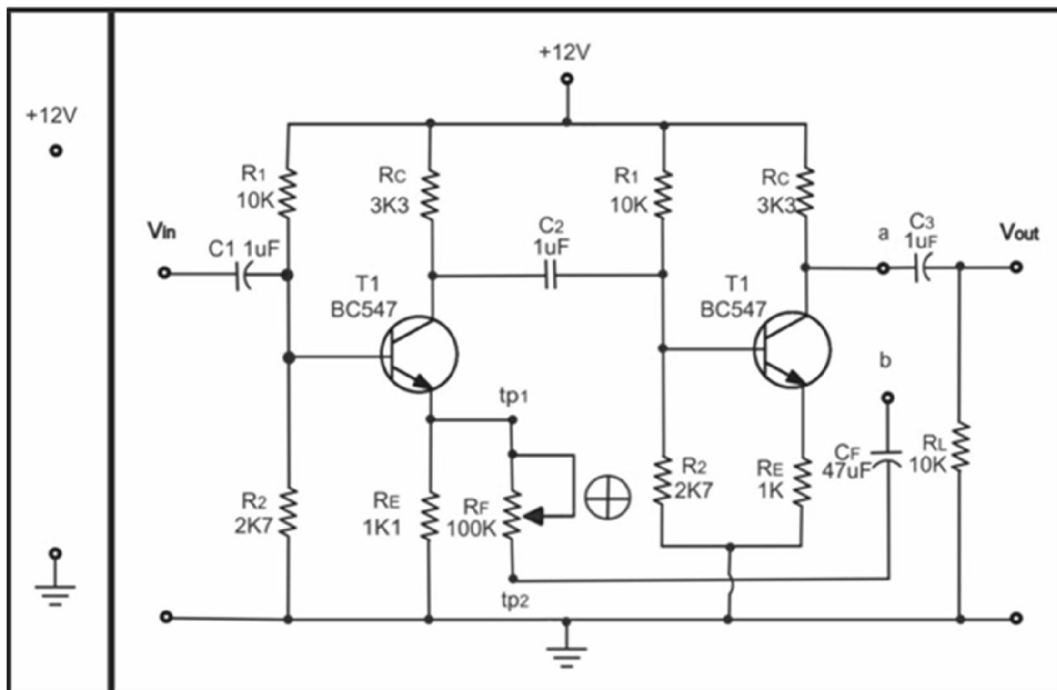 +12V
+12V
R1
10K
RC
3K3
R1
10K
RC
3K3
Vin
C1 1uF
C2
1uF
a
C3
1uF
Vout
T1
BC547
T1
BC547
b
tp1
R2
2K7
RE
1K1
RF
100K
R2
2K7
RE
1K
CF
47uF
RL
10K
tp2